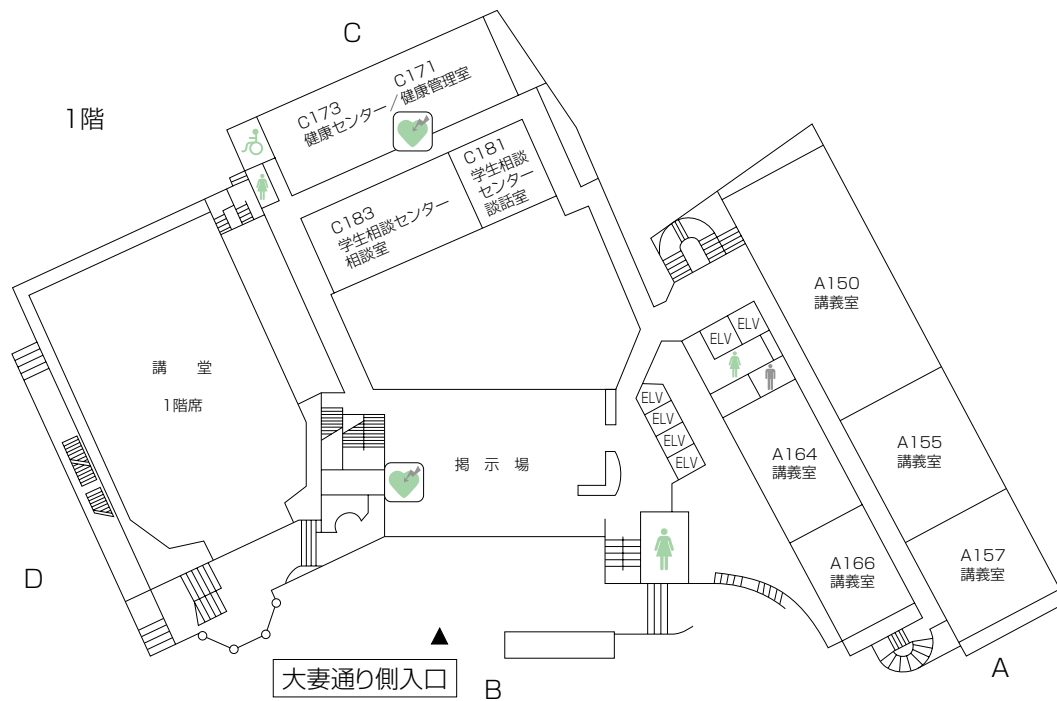 C
1階
C171
健康管理室
C173
健康センター/
C181
学生相談
センター
談話室
C183
学生相談センター
相談室
A150
講義室
ELV
ELV
講　堂
1階席
ELV
ELV
ELV
ELV
掲 示 場
A164
講義室
A155
講義室
A166
講義室
A157
講義室
D
大妻通り側入口
B
A